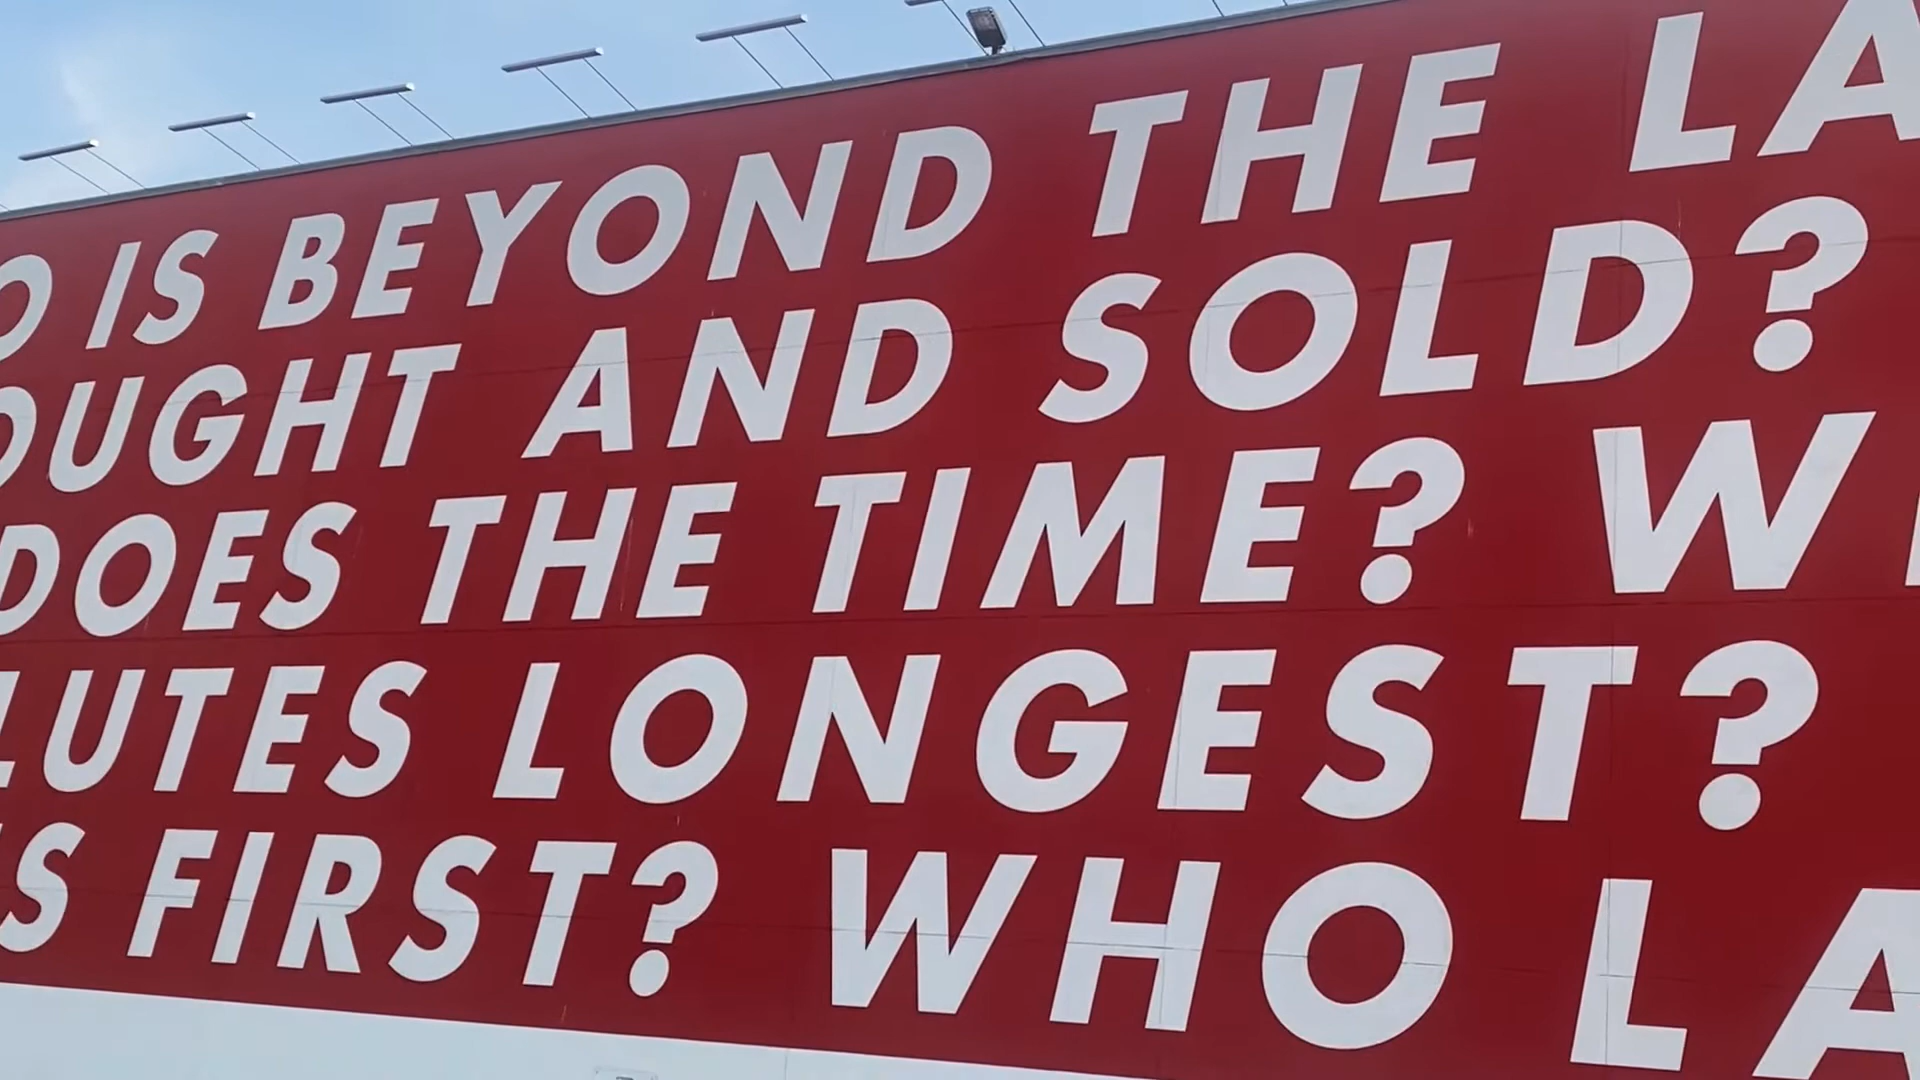 O IS BEYOND THE LA
OUGHT AND SOLD?
DOES THE TIME? W
LUTES LONGEST?
S FIRST? WHO LA